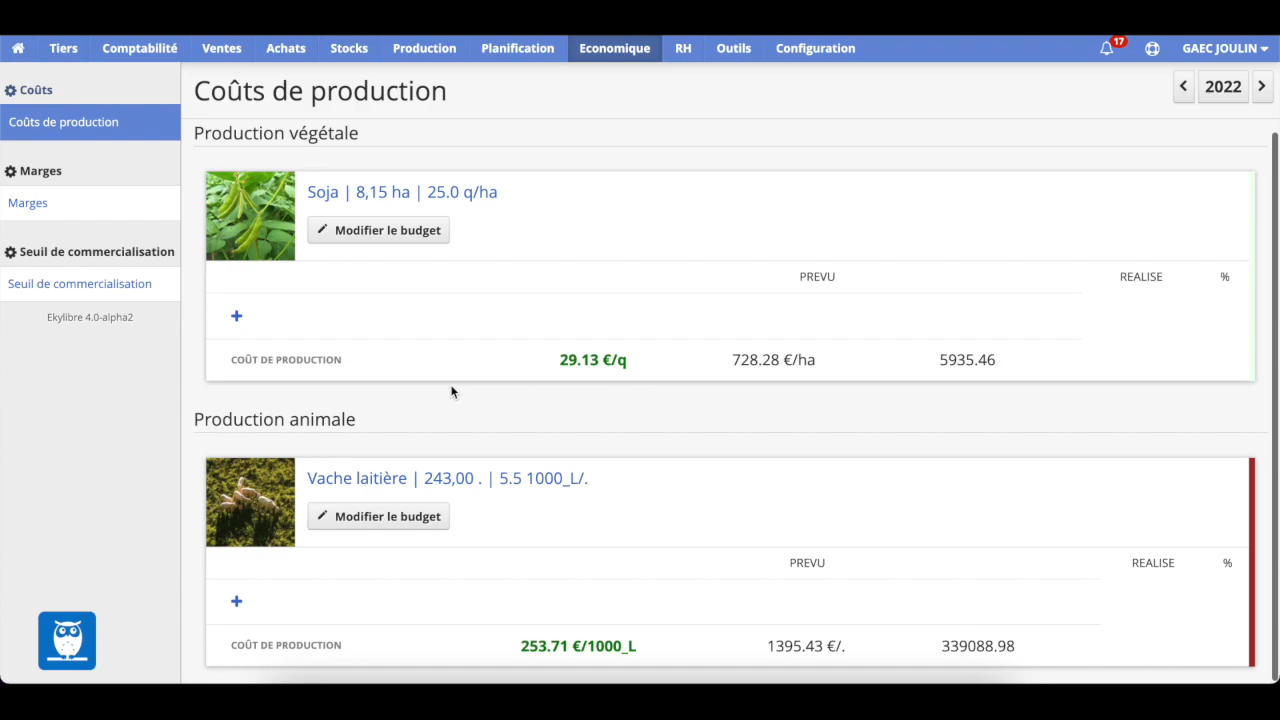 Tiers Comptabilité Ventes Achats Stocks Production Planification Economique RH Outils Configuration 17 GAEC JOULIN
Coûts
Coûts de production
Marges
Marges
Seuil de commercialisation
Seuil de commercialisation
Ekylibre 4.0-alpha2
Coûts de production
2022
Production végétale
Soja | 8,15 ha | 25.0 q/ha
Modifier le budget
PREVU REALISE %
+
COÛT DE PRODUCTION 29.13 €/q 728.28 €/ha 5935.46
Production animale
Vache laitière | 243,00 . | 5.5 1000_L/.
Modifier le budget
PREVU REALISE %
+
COÛT DE PRODUCTION 253.71 €/1000_L 1395.43 €/. 339088.98